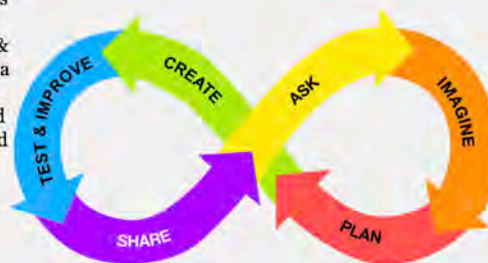 s
&
a
d
d
ASK
IMAGINE
PLAN
CREATE
TEST & IMPROVE
SHARE